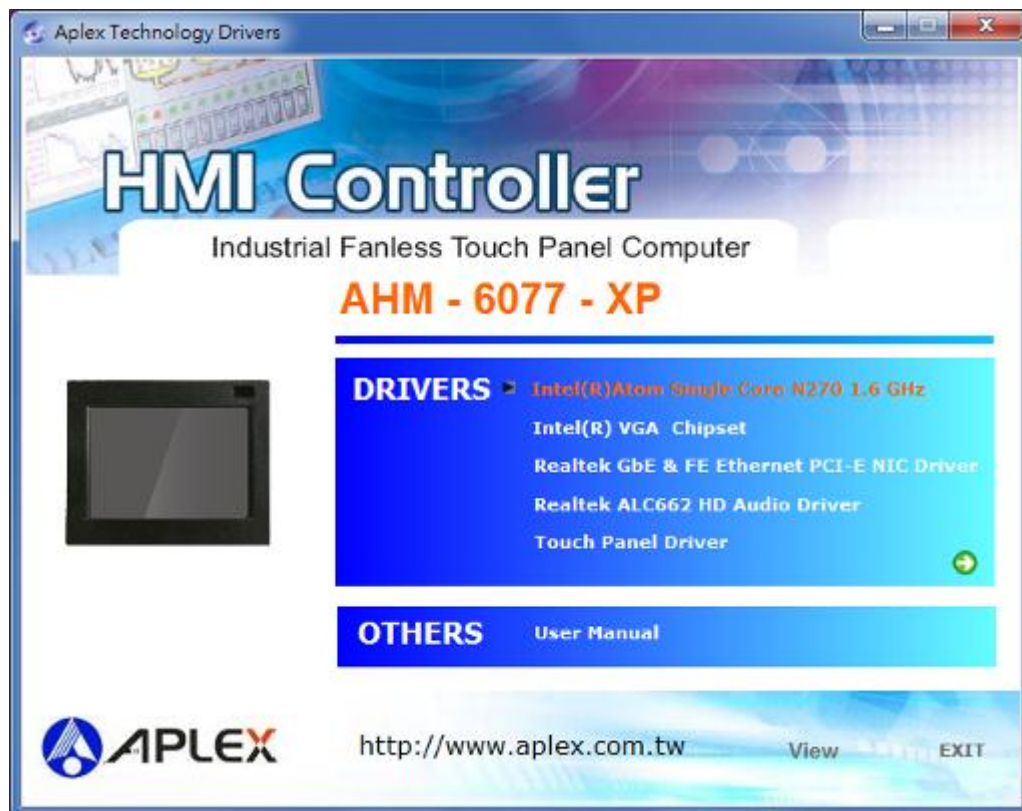 Aplex Technology Drivers
HMI Controller
Industrial Fanless Touch Panel Computer
AHM - 6077 - XP
DRIVERS
Intel(R)Atom Single Core N270 1.6 GHz
Intel(R) VGA Chipset
Realtek GbE & FE Ethernet PCI-E NIC Driver
Realtek ALC662 HD Audio Driver
Touch Panel Driver
OTHERS
User Manual
APLEX
http://www.aplex.com.tw
View
EXIT